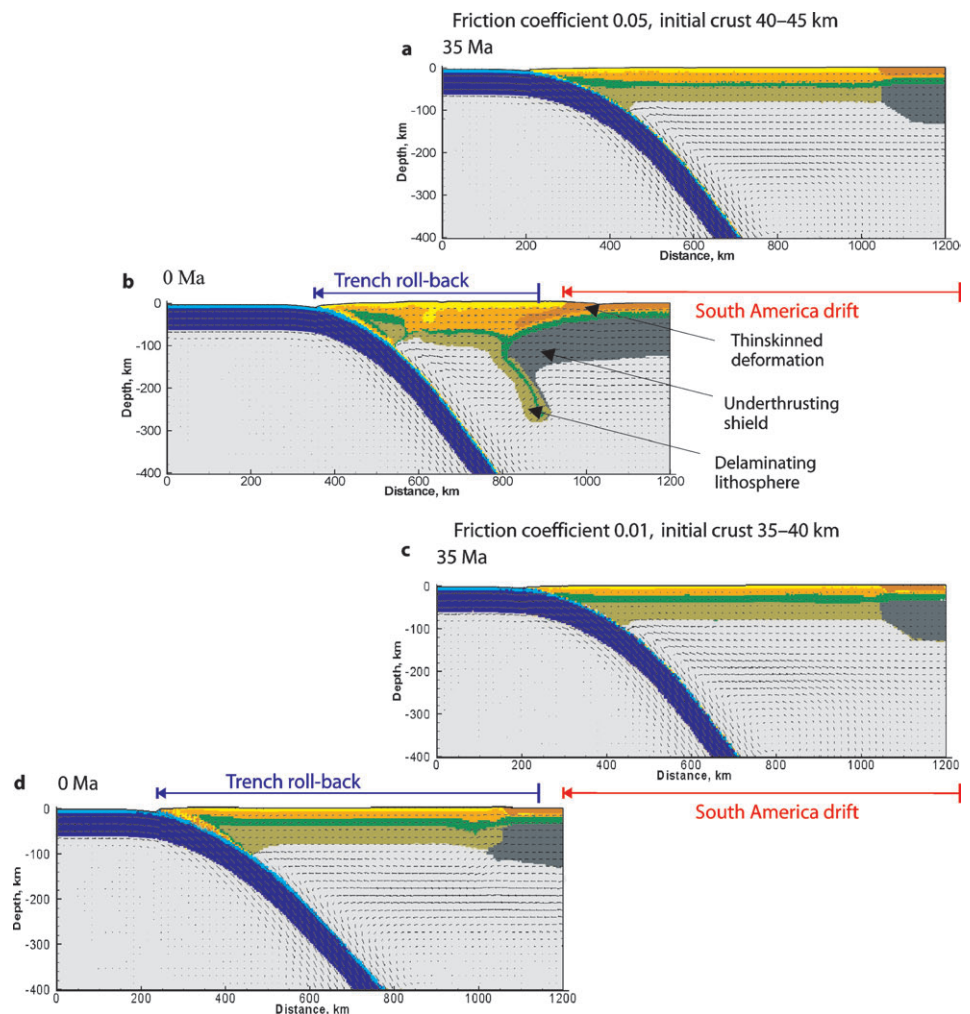 Friction coefficient 0.05, initial crust 40–45 km
a
35 Ma
0
-100
-200
-300
-400
Depth, km
0 200 400 600 800 1000 1200
Distance, km
b
0 Ma
Trench roll-back
South America drift
0
-100
-200
-300
-400
Depth, km
Thinskinned
deformation
Underthrusting
shield
Delaminating
lithosphere
0 200 400 600 800 1000 1200
Distance, km
Friction coefficient 0.01, initial crust 35–40 km
c
35 Ma
0
-100
-200
-300
-400
Depth, km
0 200 400 600 800 1000 1200
Distance, km
d
0 Ma
Trench roll-back
South America drift
0
-100
-200
-300
-400
Depth, km
0 200 400 600 800 1000 1200
Distance, km